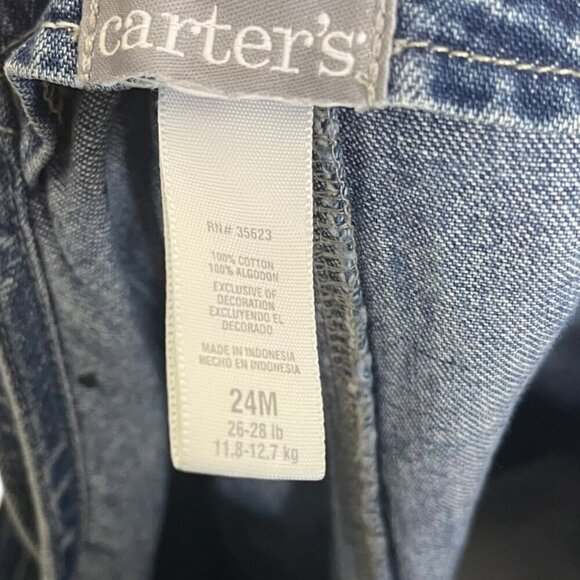 carter's
RN# 35623
100% COTTON
100% ALGODON
EXCLUSIVE OF
DECORATION
EXCLUYENDO EL
DECORADO
MADE IN INDONESIA
HECHO EN INDONESIA
24M
26-28 lb
11.8-12.7 kg